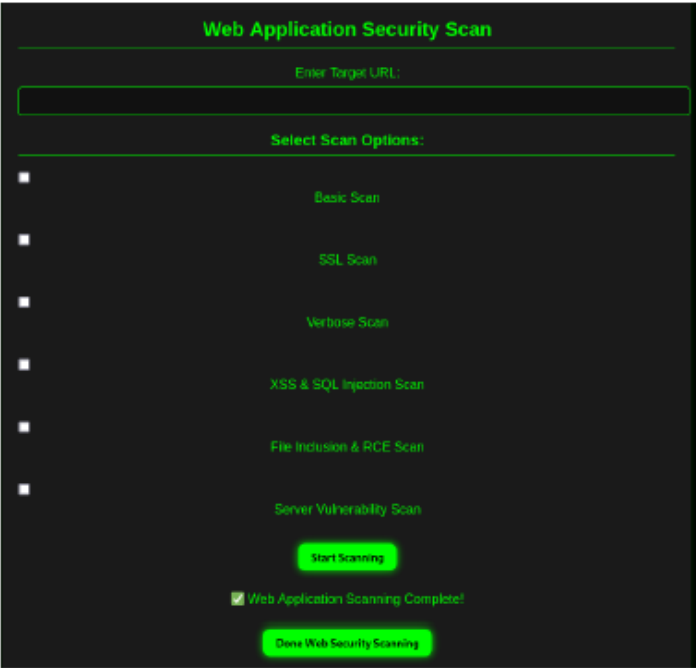 Web Application Security Scan
Enter Target URL:
Select Scan Options:
Basic Scan
SSL Scan
Verbose Scan
XSS & SQL Injection Scan
File Inclusion & RCE Scan
Server Vulnerability Scan
Start Scanning
✅ Web Application Scanning Complete!
Done Web Security Scanning